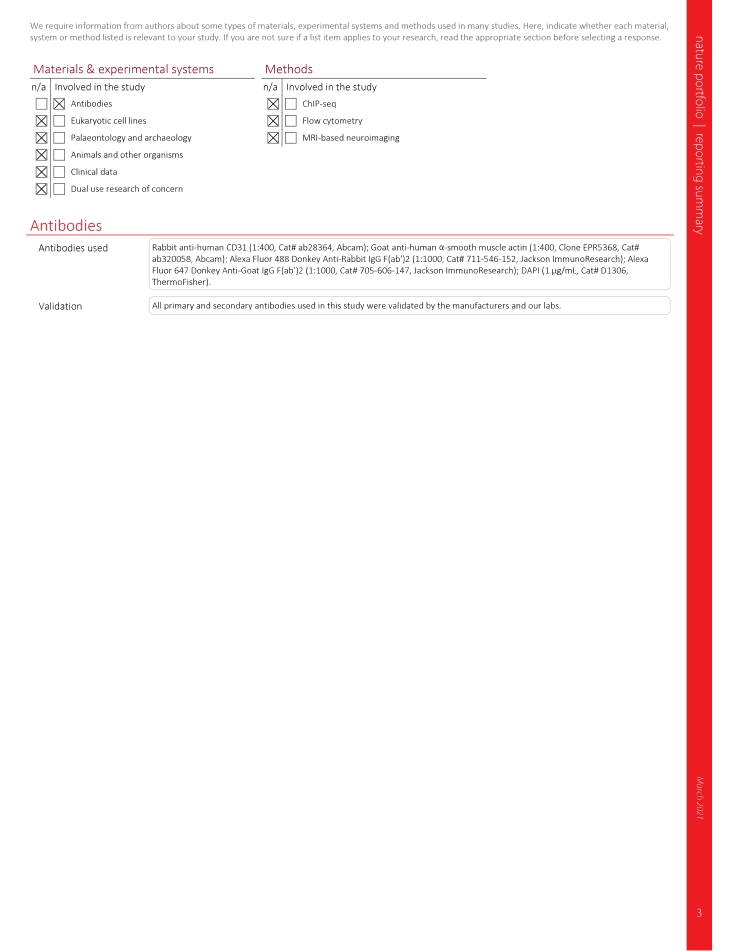 We require information from authors about some types of materials, experimental systems and methods used in many studies. Here, indicate whether each material,
system or method listed is relevant to your study. If you are not sure if a list item applies to your research, read the appropriate section before selecting a response.
Materials & experimental systems
n/a Involved in the study
Antibodies
Eukaryotic cell lines
Palaeontology and archaeology
Animals and other organisms
Clinical data
Dual use research of concern
Methods
n/a Involved in the study
ChIP-seq
Flow cytometry
MRI-based neuroimaging
Antibodies
Antibodies used
Rabbit anti-human CD31 (1:400, Cat# ab28364, Abcam); Goat anti-human α-smooth muscle actin (1:400, Clone EPR5368, Cat#
ab320058, Abcam); Alexa Fluor 488 Donkey Anti-Rabbit IgG F(ab')2 (1:1000, Cat# 711-546-152, Jackson ImmunoResearch); Alexa
Fluor 647 Donkey Anti-Goat IgG F(ab')2 (1:1000, Cat# 705-606-147, Jackson ImmunoResearch); DAPI (1 μg/mL, Cat# D1306,
ThermoFisher).
Validation
All primary and secondary antibodies used in this study were validated by the manufacturers and our labs.
nature portfolio | reporting summary
March 2021
3